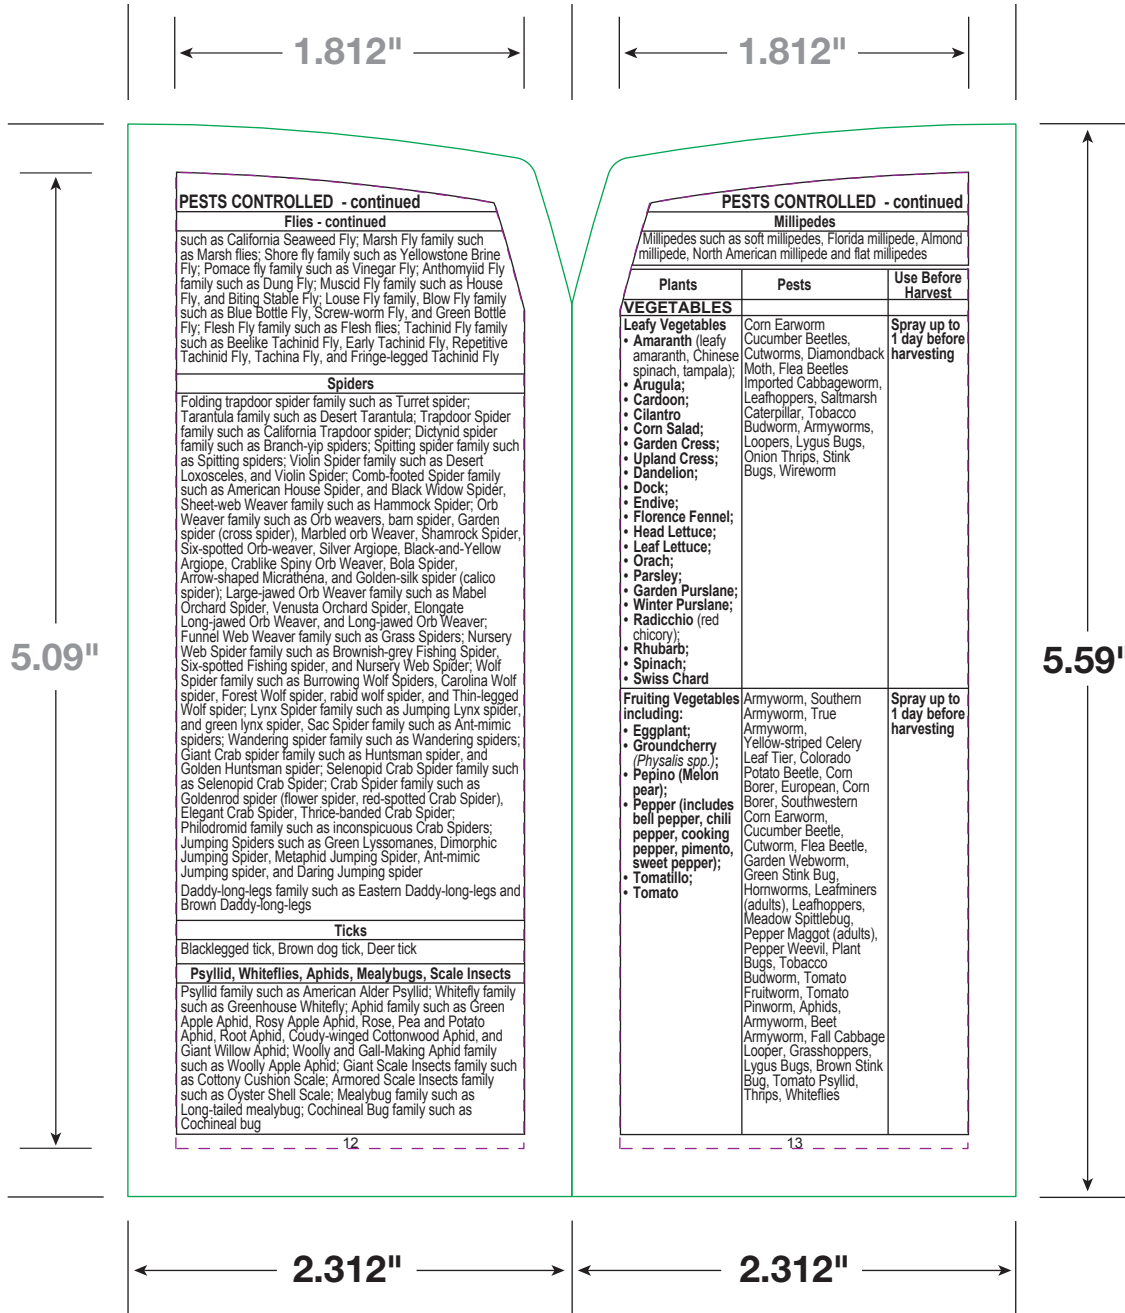 1.812"
1.812"
5.09"
5.59"
PESTS CONTROLLED - continued
Flies - continued
such as California Seaweed Fly; Marsh Fly family such
as Marsh flies; Shore fly family such as Yellowstone Brine
Fly; Pomace fly family such as Vinegar Fly; Anthomyiid Fly
family such as Dung Fly; Muscid Fly family such as House
Fly, and Biting Stable Fly; Louse Fly family, Blow Fly family
such as Blue Bottle Fly, Screw-worm Fly, and Green Bottle
Fly; Flesh Fly family such as Flesh flies; Tachinid Fly family
such as Beelike Tachinid Fly, Early Tachinid Fly, Repetitive
Tachinid Fly, Tachina Fly, and Fringe-legged Tachinid Fly
Spiders
Folding trapdoor spider family such as Turret spider;
Tarantula family such as Desert Tarantula; Trapdoor Spider
family such as California Trapdoor spider; Dictynid spider
family such as Branch-yip spiders; Spitting spider family such
as Spitting spiders; Violin Spider family such as Desert
Loxosceles, and Violin Spider; Comb-footed Spider family
such as American House Spider, and Black Widow Spider,
Sheet-web Weaver family such as Hammock Spider; Orb
Weaver family such as Orb weavers, barn spider, Garden
spider (cross spider), Marbled orb Weaver, Shamrock Spider,
Six-spotted Orb-weaver, Silver Argiope, Black-and-Yellow
Argiope, Crablike Spiny Orb Weaver, Bola Spider,
Arrow-shaped Micrathena, and Golden-silk spider (calico
spider); Large-jawed Orb Weaver family such as Mabel
Orchard Spider, Venusta Orchard Spider, Elongate
Long-jawed Orb Weaver, and Long-jawed Orb Weaver;
Funnel Web Weaver family such as Grass Spiders; Nursery
Web Spider family such as Brownish-grey Fishing Spider,
Six-spotted Fishing spider, and Nursery Web Spider; Wolf
Spider family such as Burrowing Wolf Spiders, Carolina Wolf
spider, Forest Wolf spider, rabid wolf spider, and Thin-legged
Wolf spider; Lynx Spider family such as Jumping Lynx spider,
and green lynx spider, Sac Spider family such as Ant-mimic
spiders; Wandering spider family such as Wandering spiders;
Giant Crab spider family such as Huntsman spider, and
Golden Huntsman spider; Selenopid Crab Spider family such
as Selenopid Crab Spider; Crab Spider family such as
Goldenrod spider (flower spider, red-spotted Crab Spider),
Elegant Crab Spider, Thrice-banded Crab Spider;
Philodromid family such as inconspicuous Crab Spiders;
Jumping Spiders such as Green Lyssomanes, Dimorphic
Jumping Spider, Metaphid Jumping Spider, Ant-mimic
Jumping spider, and Daring Jumping spider
Daddy-long-legs family such as Eastern Daddy-long-legs and
Brown Daddy-long-legs
Ticks
Blacklegged tick, Brown dog tick, Deer tick
Psyllid, Whiteflies, Aphids, Mealybugs, Scale Insects
Psyllid family such as American Alder Psyllid; Whitefly family
such as Greenhouse Whitefly; Aphid family such as Green
Apple Aphid, Rosy Apple Aphid, Rose, Pea and Potato
Aphid, Root Aphid, Coudy-winged Cottonwood Aphid, and
Giant Willow Aphid; Woolly and Gall-Making Aphid family
such as Woolly Apple Aphid; Giant Scale Insects family such
as Cottony Cushion Scale; Armored Scale Insects family
such as Oyster Shell Scale; Mealybug family such as
Long-tailed mealybug; Cochineal Bug family such as
Cochineal bug
12
PESTS CONTROLLED - continued
Millipedes
Millipedes such as soft millipedes, Florida millipede, Almond
millipede, North American millipede and flat millipedes
Plants
Pests
Use Before
Harvest
VEGETABLES
Leafy Vegetables
• Amaranth (leafy
amaranth, Chinese
spinach, tampala);
• Arugula;
• Cardoon;
• Cilantro
• Corn Salad;
• Garden Cress;
• Upland Cress;
• Dandelion;
• Dock;
• Endive;
• Florence Fennel;
• Head Lettuce;
• Leaf Lettuce;
• Orach;
• Parsley;
• Garden Purslane;
• Winter Purslane;
• Radicchio (red
chicory);
• Rhubarb;
• Spinach;
• Swiss Chard
Corn Earworm
Cucumber Beetles,
Cutworms, Diamondback
Moth, Flea Beetles
Imported Cabbageworm,
Leafhoppers, Saltmarsh
Caterpillar, Tobacco
Budworm, Armyworms,
Loopers, Lygus Bugs,
Onion Thrips, Stink
Bugs, Wireworm
Spray up to
1 day before
harvesting
Fruiting Vegetables
including:
• Eggplant;
• Groundcherry
(Physalis spp.);
• Pepino (Melon
pear);
• Pepper (includes
bell pepper, chili
pepper, cooking
pepper, pimento,
sweet pepper);
• Tomatillo;
• Tomato
Armyworm, Southern
Armyworm, True
Armyworm,
Yellow-striped Celery
Leaf Tier, Colorado
Potato Beetle, Corn
Borer, European, Corn
Borer, Southwestern
Corn Earworm,
Cucumber Beetle,
Cutworm, Flea Beetle,
Garden Webworm,
Green Stink Bug,
Hornworms, Leafminers
(adults), Leafhoppers,
Meadow Spittlebug,
Pepper Maggot (adults),
Pepper Weevil, Plant
Bugs, Tobacco
Budworm, Tomato
Fruitworm, Tomato
Pinworm, Aphids,
Armyworm, Beet
Armyworm, Fall Cabbage
Looper, Grasshoppers,
Lygus Bugs, Brown Stink
Bug, Tomato Psyllid,
Thrips, Whiteflies
Spray up to
1 day before
harvesting
13
2.312"
2.312"